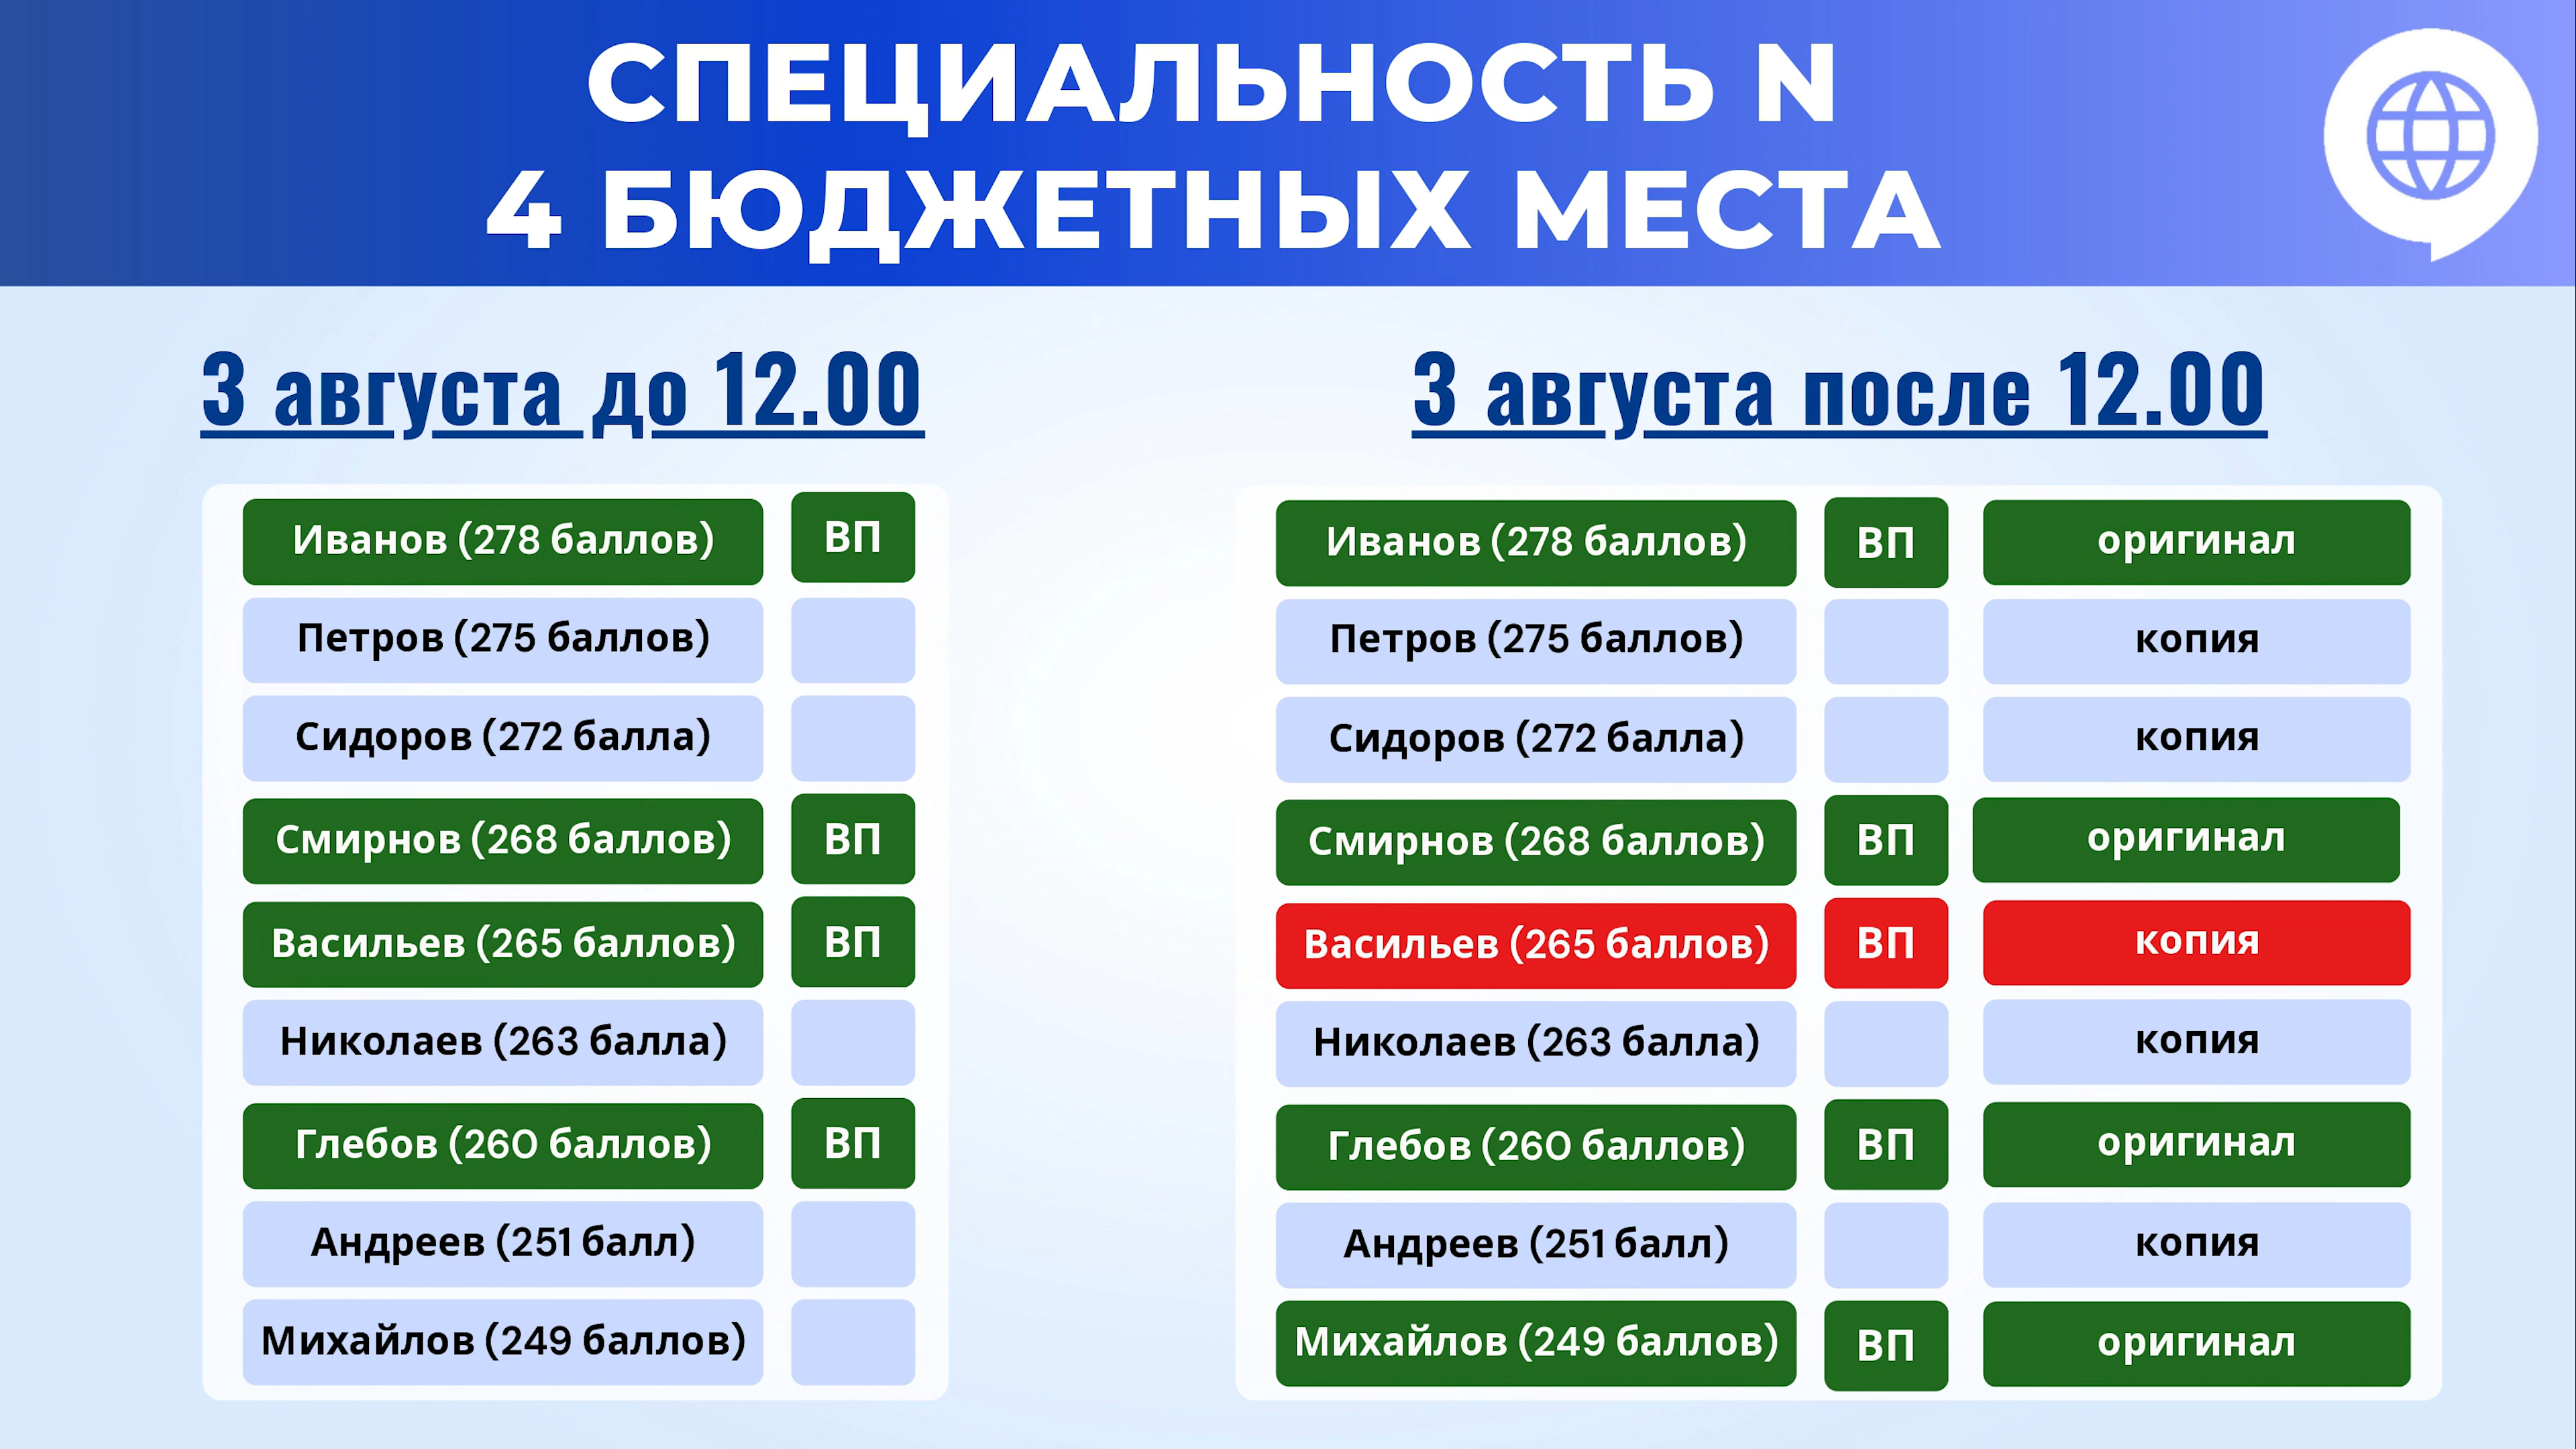 СПЕЦИАЛЬНОСТЬ N
4 БЮДЖЕТНЫХ МЕСТА
3 августа до 12.00
Иванов (278 баллов) ВП
Петров (275 баллов)
Сидоров (272 балла)
Смирнов (268 баллов) ВП
Васильев (265 баллов) ВП
Николаев (263 балла)
Глебов (260 баллов) ВП
Андреев (251 балл)
Михайлов (249 баллов)
3 августа после 12.00
Иванов (278 баллов) ВП оригинал
Петров (275 баллов) копия
Сидоров (272 балла) копия
Смирнов (268 баллов) ВП оригинал
Васильев (265 баллов) ВП копия
Николаев (263 балла) копия
Глебов (260 баллов) ВП оригинал
Андреев (251 балл) копия
Михайлов (249 баллов) ВП оригинал